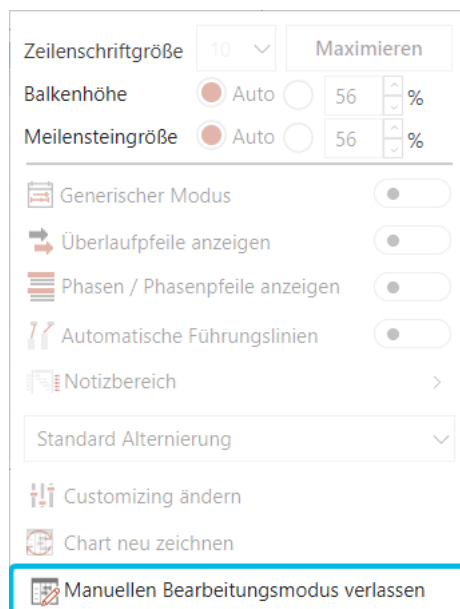 Zeilenschriftgröße 10 Maximieren
Balkenhöhe Auto 56 %
Meilensteingröße Auto 56 %
Generischer Modus
Überlaufpfeile anzeigen
Phasen / Phasenpfeile anzeigen
Automatische Führungslinien
Notizbereich
Standard Alternierung
Customizing ändern
Chart neu zeichnen
Manuellen Bearbeitungsmodus verlassen